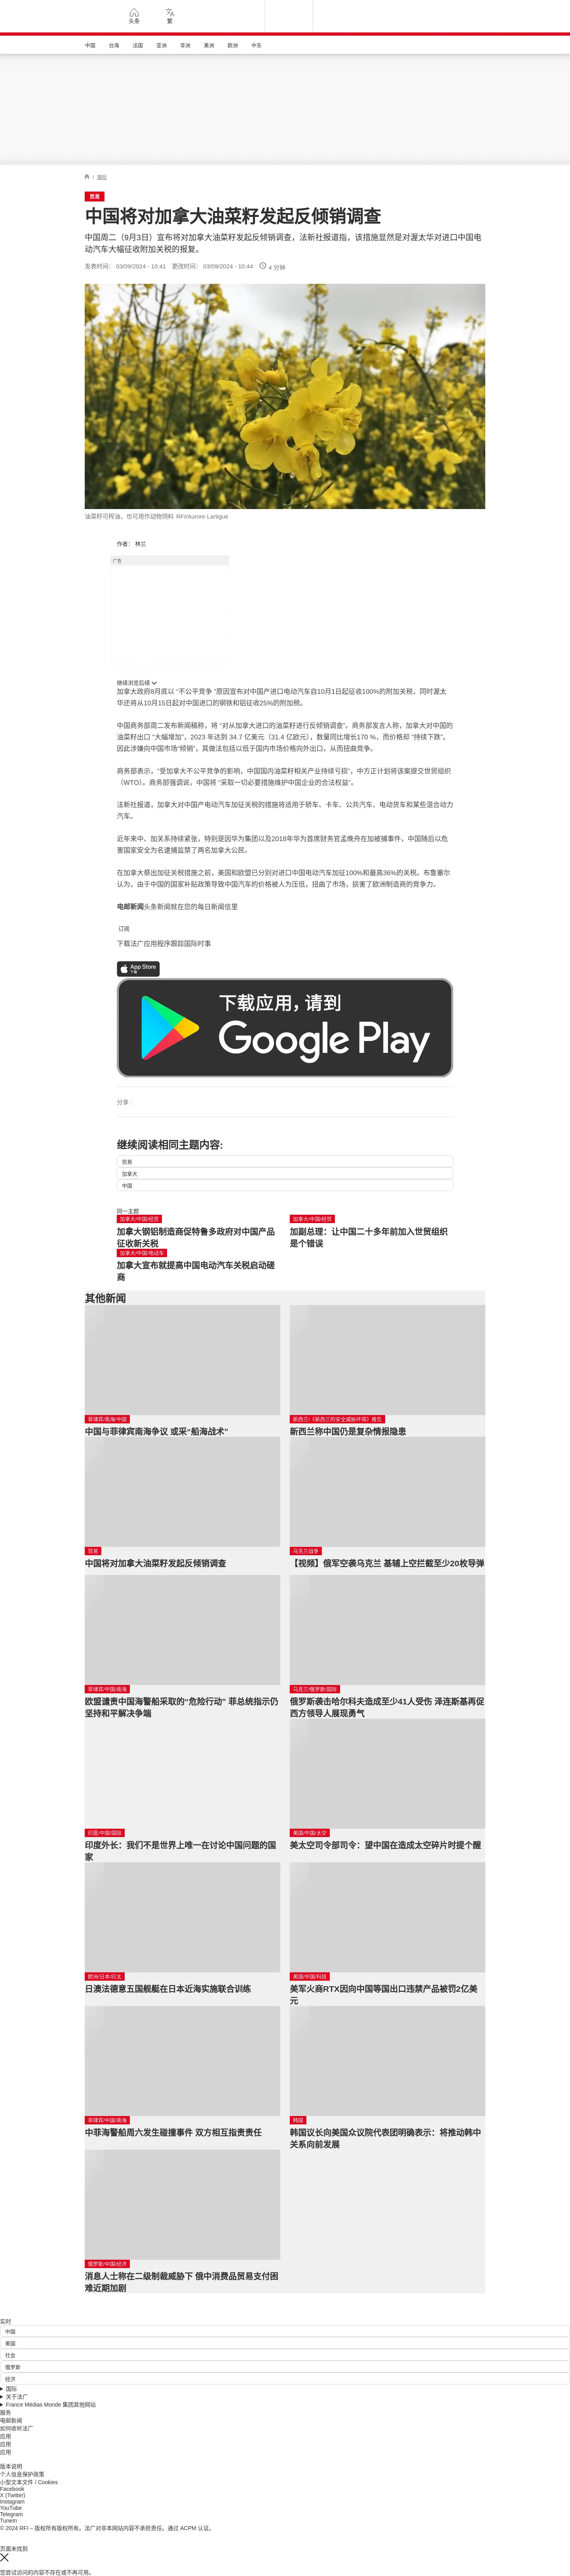 头条
繁
中国
台海
法国
亚洲
非洲
美洲
欧洲
中东
/ 国际
贸易
中国将对加拿大油菜籽发起反倾销调查
中国周二（9月3日）宣布将对加拿大油菜籽发起反倾销调查，法新社报道指，该措施显然是对渥太华对进口中国电
动汽车大幅征收附加关税的报复。
发表时间： 03/09/2024 - 10:41 更改时间： 03/09/2024 - 10:44 4 分钟
油菜籽可榨油，也可用作动物饲料 RFI/Aurore Lartigue
作者： 林兰
广告
继续浏览后续
加拿大政府8月底以 “不公平竞争 ”原因宣布对中国产进口电动汽车自10月1日起征收100%的附加关税，同时渥太
华还将从10月15日起对中国进口的钢铁和铝征收25%的附加税。
中国商务部周二发布新闻稿称，将 “对从加拿大进口的油菜籽进行反倾销调查”。商务部发言人称，加拿大对中国的
油菜籽出口 “大幅增加”，2023 年达到 34.7 亿美元（31.4 亿欧元），数量同比增长170 %，而价格却 “持续下跌”。
因此涉嫌向中国市场“倾销”，其做法包括以低于国内市场价格向外出口，从而扭曲竞争。
商务部表示，“受加拿大不公平竞争的影响，中国国内油菜籽相关产业持续亏损”，中方正计划将该案提交世贸组织
（WTO）。商务部强调说，中国将 “采取一切必要措施维护中国企业的合法权益”。
法新社报道，加拿大对中国产电动汽车加征关税的措施将适用于轿车、卡车、公共汽车、电动货车和某些混合动力
汽车。
近年来中、加关系持续紧张，特别是因华为集团以及2018年华为首席财务官孟晚舟在加被捕事件，中国随后以危
害国家安全为名逮捕监禁了两名加拿大公民。
在加拿大祭出加征关税措施之前，美国和欧盟已分别对进口中国电动汽车加征100%和最高36%的关税。布鲁塞尔
认为，由于中国的国家补贴政策导致中国汽车的价格被人为压低，扭曲了市场，损害了欧洲制造商的竞争力。
电邮新闻头条新闻就在您的每日新闻信里
订阅
下载法广应用程序跟踪国际时事
App Store
下载
下载应用，请到
Google Play
分享 :
继续阅读相同主题内容:
贸易
加拿大
中国
同一主题
加拿大/中国/经贸
加拿大钢铝制造商促特鲁多政府对中国产品
征收新关税
加拿大/中国/经贸
加副总理：让中国二十多年前加入世贸组织
是个错误
加拿大/中国/电动车
加拿大宣布就提高中国电动汽车关税启动磋
商
其他新闻
菲律宾/南海/中国
中国与菲律宾南海争议 或采“船海战术”
新西兰/《新西兰的安全威胁环境》报告
新西兰称中国仍是复杂情报隐患
贸易
中国将对加拿大油菜籽发起反倾销调查
乌克兰战争
【视频】俄军空袭乌克兰 基辅上空拦截至少20枚导弹
菲律宾/中国/南海
欧盟谴责中国海警船采取的“危险行动” 菲总统指示仍
坚持和平解决争端
乌克兰/俄罗斯/国际
俄罗斯袭击哈尔科夫造成至少41人受伤 泽连斯基再促
西方领导人展现勇气
印度/中国/国际
印度外长：我们不是世界上唯一在讨论中国问题的国
家
美国/中国/太空
美太空司令部司令：望中国在造成太空碎片时提个醒
欧洲/日本/印太
日澳法德意五国舰艇在日本近海实施联合训练
美国/中国/科技
美军火商RTX因向中国等国出口违禁产品被罚2亿美
元
菲律宾/中国/南海
中菲海警船周六发生碰撞事件 双方相互指责责任
韩国
韩国议长向美国众议院代表团明确表示：将推动韩中
关系向前发展
俄罗斯/中国/经济
消息人士称在二级制裁威胁下 俄中消费品贸易支付困
难近期加剧
实时
中国
美国
社会
俄罗斯
经济
国际
关于法广
France Médias Monde 集团其他网站
服务
电邮新闻
如何收听法广
应用
应用
应用
版本说明
个人信息保护政策
小型文本文件 / Cookies
Facebook
X (Twitter)
Instagram
YouTube
Telegram
TuneIn
© 2024 RFI – 版权所有版权所有。法广对非本网站内容不承担责任。通过 ACPM 认证。
页面未找到
您尝试访问的内容不存在或不再可用。